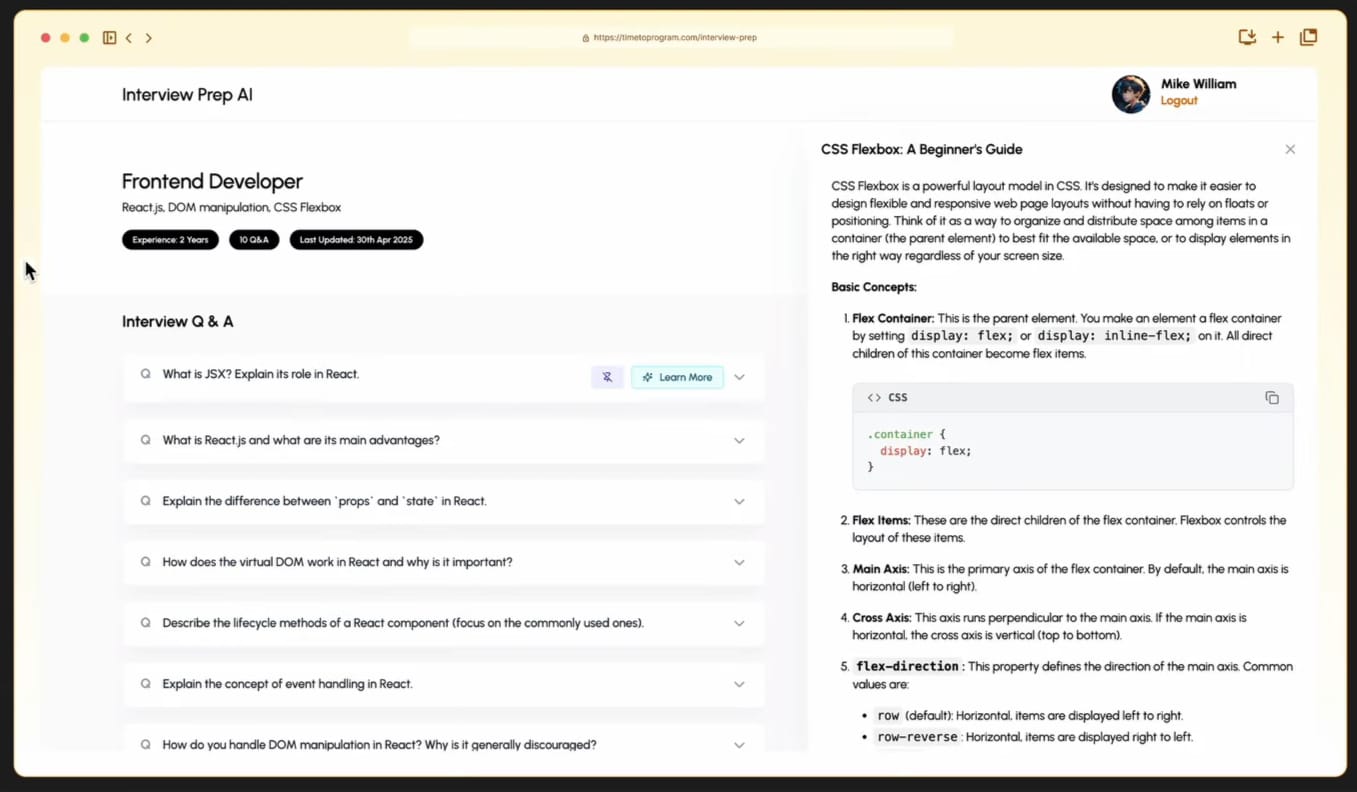 https://timetoprogram.com/interview-prep
Interview Prep AI
Mike William
Logout
Frontend Developer
React.js, DOM manipulation, CSS Flexbox
Experience: 2 Years
10 Q&A
Last Updated: 30th Apr 2025
Interview Q & A
Q What is JSX? Explain its role in React.
Learn More
Q What is React.js and what are its main advantages?
Q Explain the difference between `props` and `state` in React.
Q How does the virtual DOM work in React and why is it important?
Q Describe the lifecycle methods of a React component (focus on the commonly used ones).
Q Explain the concept of event handling in React.
Q How do you handle DOM manipulation in React? Why is it generally discouraged?
CSS Flexbox: A Beginner's Guide
CSS Flexbox is a powerful layout model in CSS. It's designed to make it easier to
design flexible and responsive web page layouts without having to rely on floats or
positioning. Think of it as a way to organize and distribute space among items in a
container (the parent element) to best fit the available space, or to display elements in
the right way regardless of your screen size.
Basic Concepts:
1. Flex Container: This is the parent element. You make an element a flex container
by setting display: flex; or display: inline-flex; on it. All direct
children of this container become flex items.
<> CSS
.container {
display: flex;
}
2. Flex Items: These are the direct children of the flex container. Flexbox controls the
layout of these items.
3. Main Axis: This is the primary axis of the flex container. By default, the main axis is
horizontal (left to right).
4. Cross Axis: This axis runs perpendicular to the main axis. If the main axis is
horizontal, the cross axis is vertical (top to bottom).
5. flex-direction: This property defines the direction of the main axis. Common
values are:
• row (default): Horizontal, items are displayed left to right.
• row-reverse: Horizontal, items are displayed right to left.